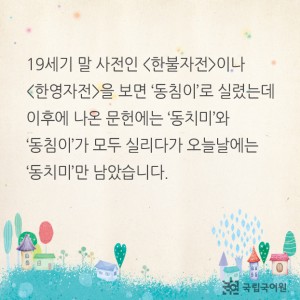 19세기 말 사전인 <한불자전>이나
<한영자전>을 보면 '동침이'로 실렸는데
이후에 나온 문헌에는 '동치미'와
'동침이'가 모두 실리다가 오늘날에는
'동치미'만 남았습니다.
국립국어원